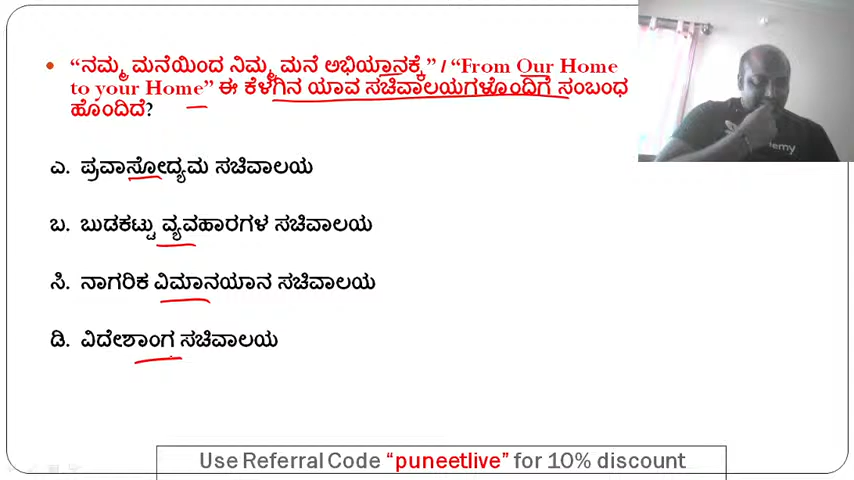 “ನಮ್ಮ ಮನೆಯಿಂದ ನಿಮ್ಮ ಮನೆ ಅಭಿಯಾನಕ್ಕೆ” / “From Our Home
to your Home” ಈ ಕೆಳಗಿನ ಯಾವ ಸಚಿವಾಲಯಗಳೊಂದಿಗೆ ಸಂಬಂಧ
ಹೊಂದಿದೆ?
ಎ. ಪ್ರವಾಸೋದ್ಯಮ ಸಚಿವಾಲಯ
ಬ. ಬುಡಕಟ್ಟು ವ್ಯವಹಾರಗಳ ಸಚಿವಾಲಯ
ಸಿ. ನಾಗರಿಕ ವಿಮಾನಯಾನ ಸಚಿವಾಲಯ
ಡಿ. ವಿದೇಶಾಂಗ ಸಚಿವಾಲಯ
Use Referral Code “puneetlive” for 10% discount